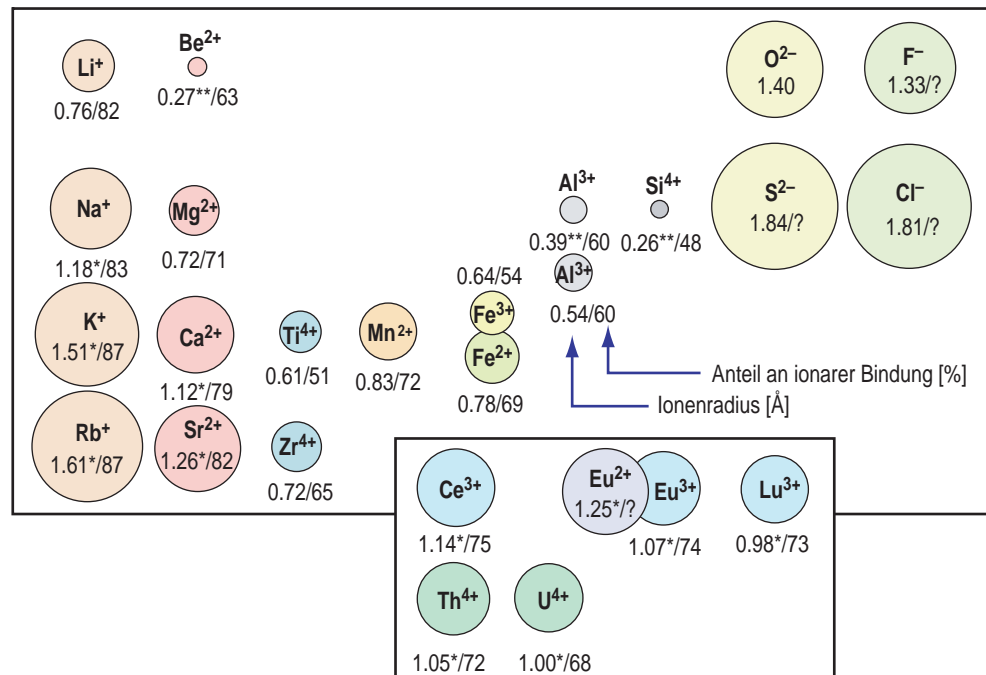 Li⁺
0.76/82
Be²⁺
0.27**/63
O²⁻
1.40
F⁻
1.33/?
Na⁺
1.18*/83
Mg²⁺
0.72/71
Al³⁺
0.39**/60
Si⁴⁺
0.26**/48
S²⁻
1.84/?
Cl⁻
1.81/?
Al³⁺
0.54/60
K⁺
1.51*/87
Ca²⁺
1.12*/79
Ti⁴⁺
0.61/51
Mn²⁺
0.83/72
0.64/54
Fe³⁺
Fe²⁺
0.78/69
Anteil an ionarer Bindung [%]
Ionenradius [Å]
Rb⁺
1.61*/87
Sr²⁺
1.26*/82
Zr⁴⁺
0.72/65
Ce³⁺
1.14*/75
Eu²⁺
1.25*/?
Eu³⁺
1.07*/74
Lu³⁺
0.98*/73
Th⁴⁺
1.05*/72
U⁴⁺
1.00*/68